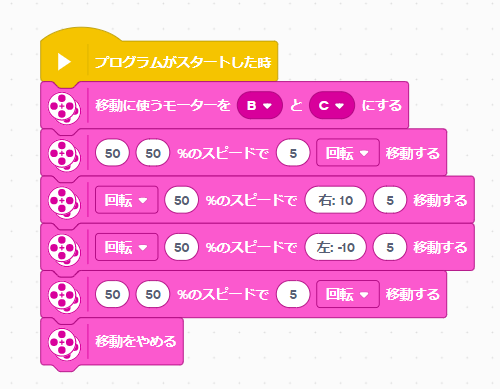 プログラムがスタートした時
移動に使うモーターを B と C にする
50 50 %のスピードで 5 回転 移動する
回転 50 %のスピードで 右: 10 5 移動する
回転 50 %のスピードで 左: -10 5 移動する
50 50 %のスピードで 5 回転 移動する
移動をやめる